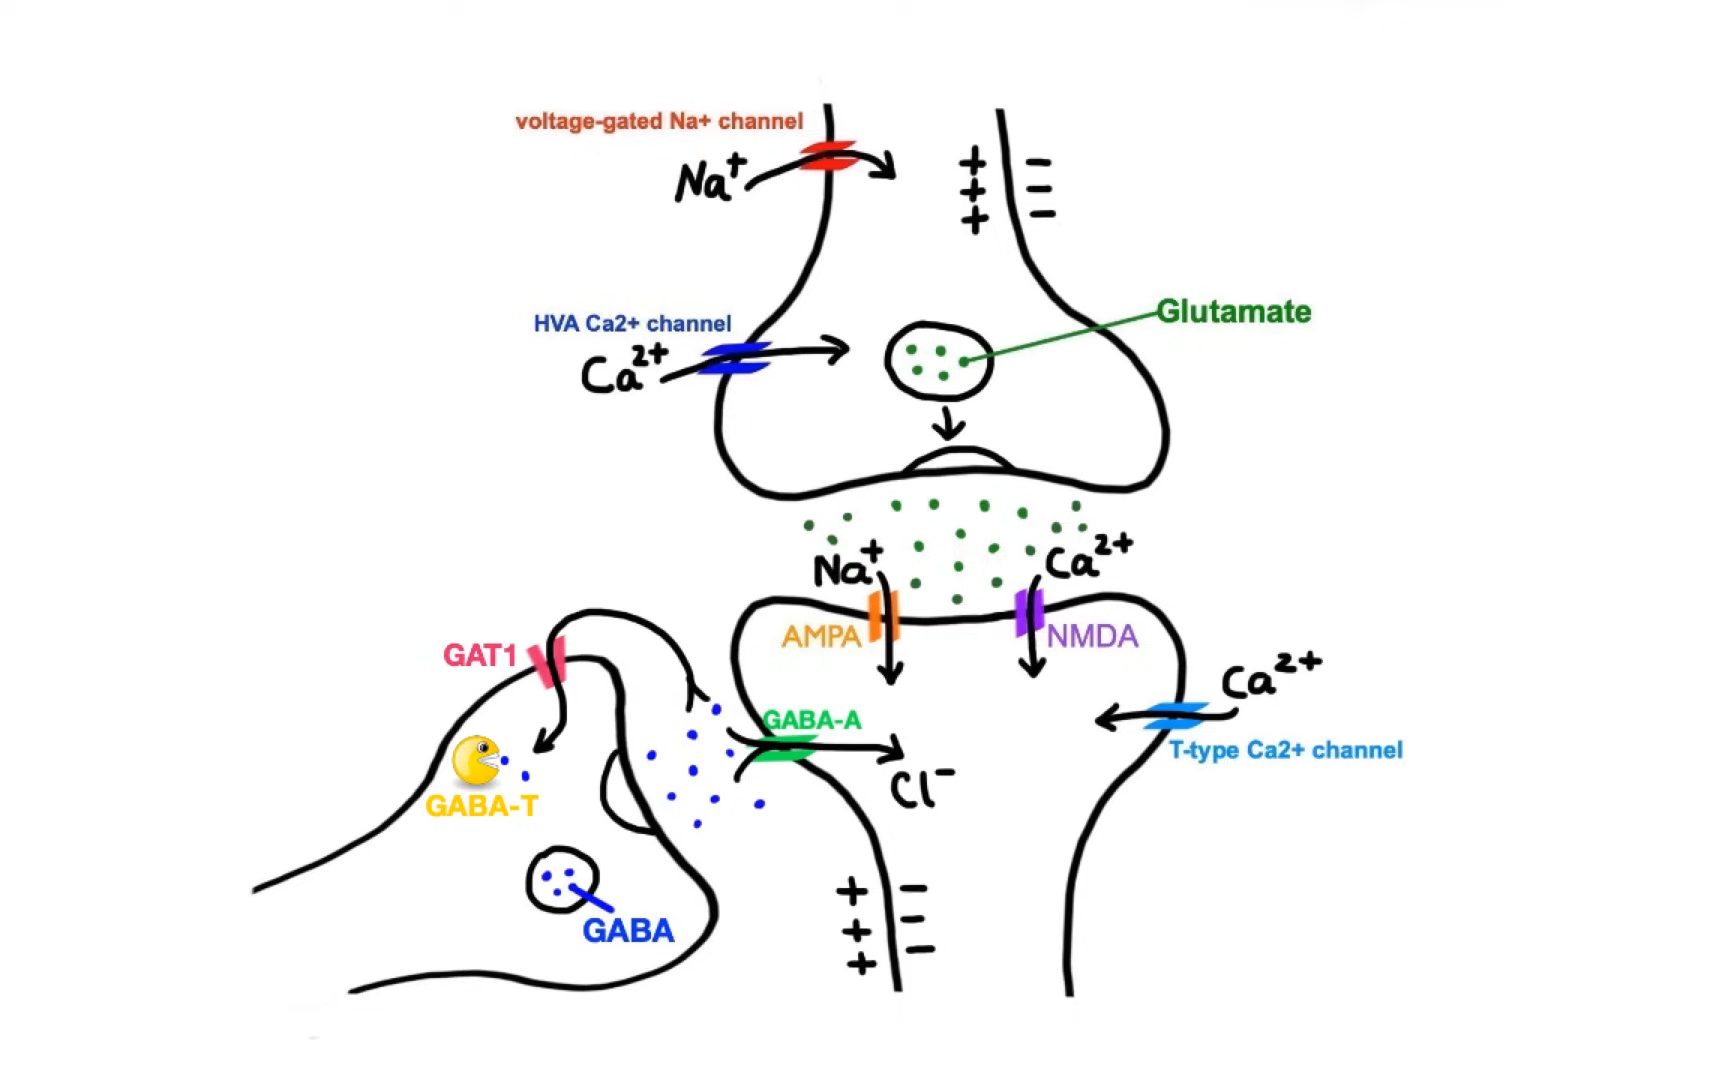 voltage-gated Na+ channel
Na⁺
+ −
+ −
+ −
HVA Ca2+ channel
Ca²⁺
Glutamate
Na⁺
Ca²⁺
AMPA
NMDA
GAT1
Ca²⁺
GABA-A
T-type Ca2+ channel
Cl⁻
GABA-T
+ −
+ −
+ −
GABA